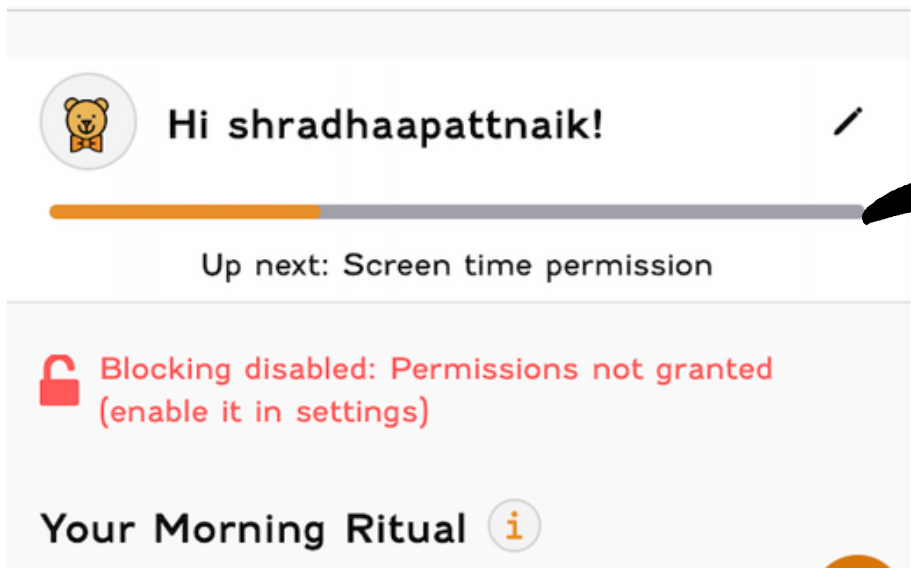 Hi shradhaapattnaik!
Up next: Screen time permission
Blocking disabled: Permissions not granted
(enable it in settings)
Your Morning Ritual i